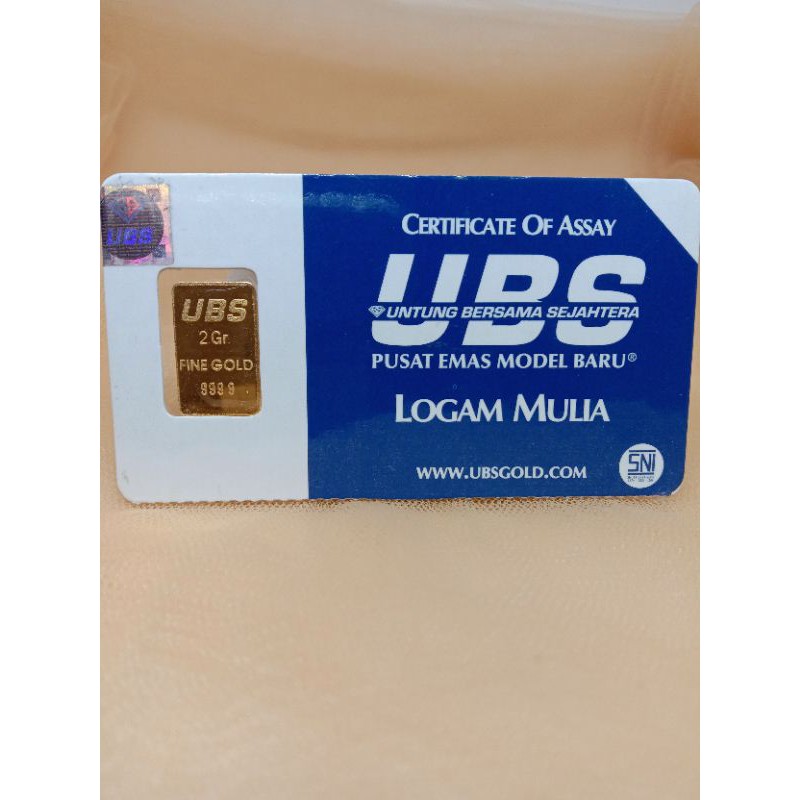 UBS
UBS
2 Gr.
FINE GOLD
999 9
CERTIFICATE OF ASSAY
UBS
UNTUNG BERSAMA SEJAHTERA
PUSAT EMAS MODEL BARU®
LOGAM MULIA
WWW.UBSGOLD.COM
SNI